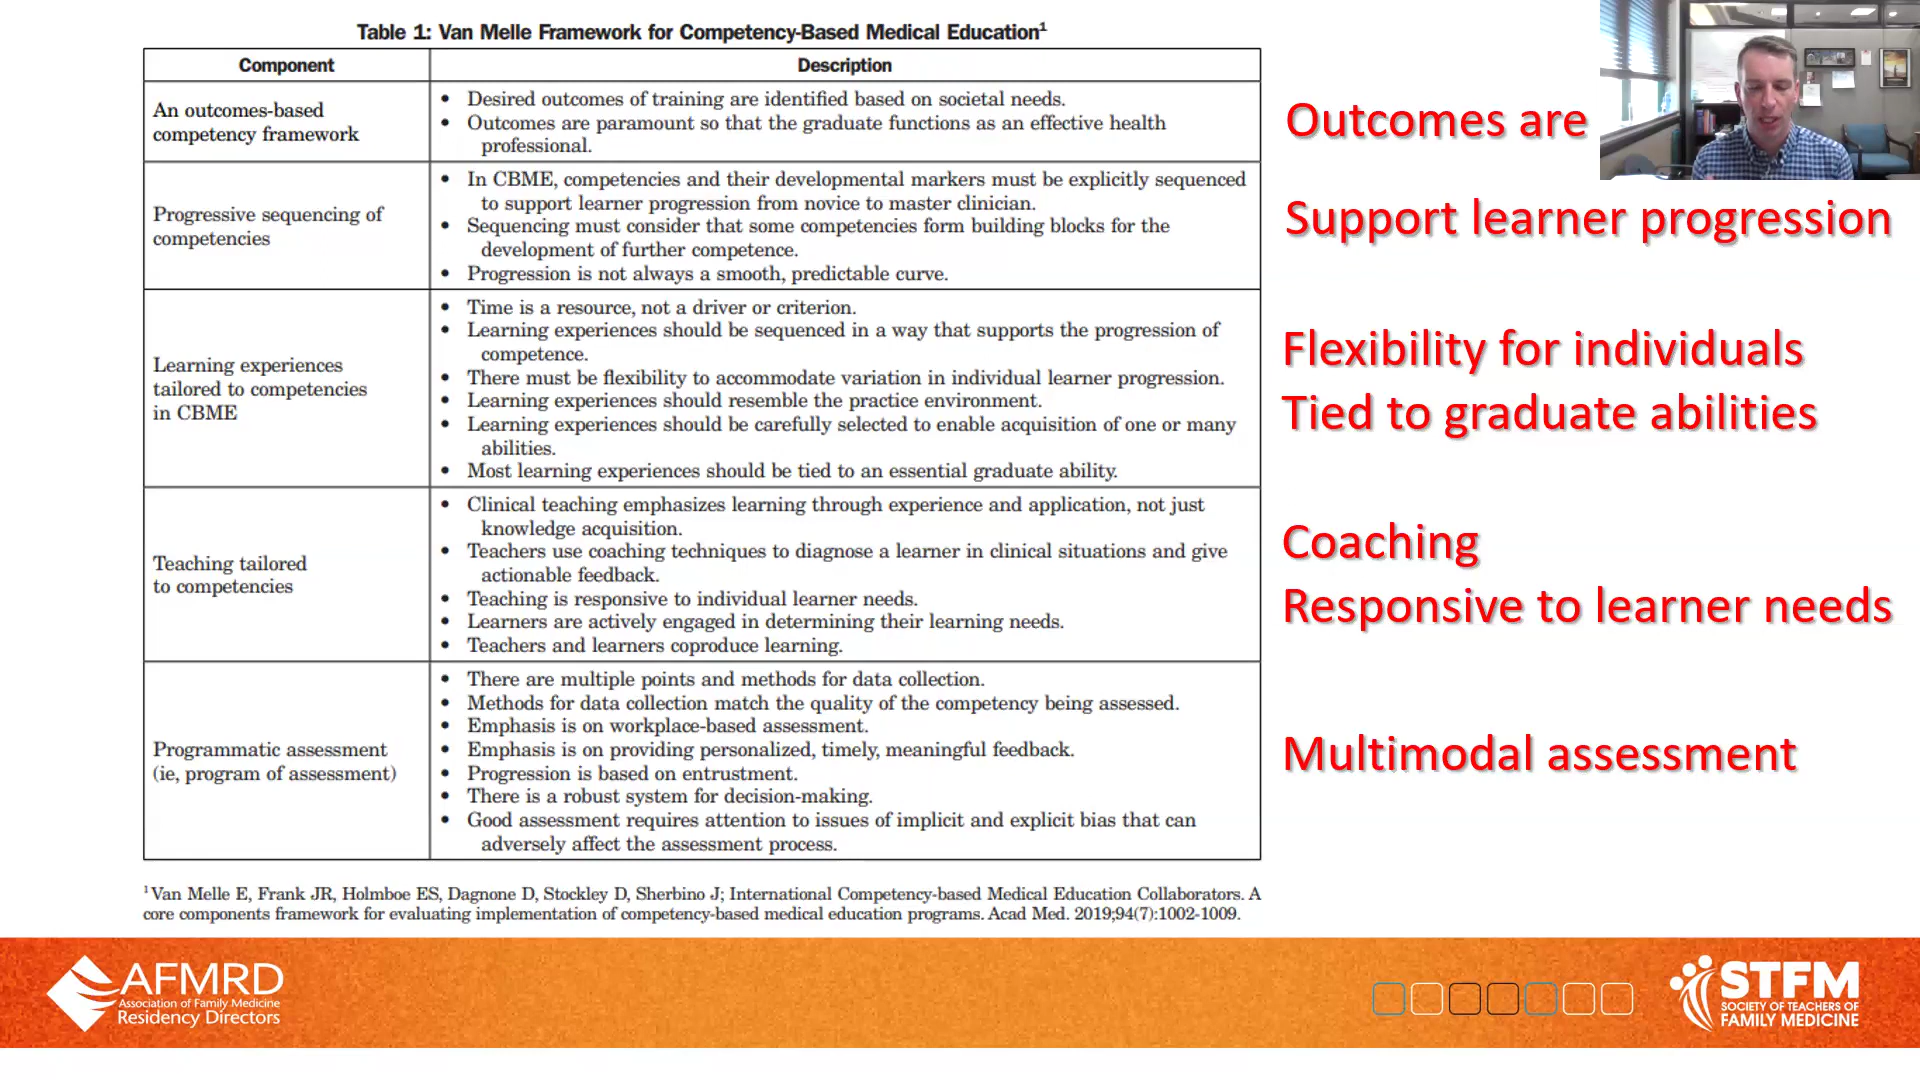 Table 1: Van Melle Framework for Competency-Based Medical Education¹
Component
Description
An outcomes-based
competency framework
• Desired outcomes of training are identified based on societal needs.
• Outcomes are paramount so that the graduate functions as an effective health
professional.
Outcomes are
Progressive sequencing of
competencies
• In CBME, competencies and their developmental markers must be explicitly sequenced
to support learner progression from novice to master clinician.
• Sequencing must consider that some competencies form building blocks for the
development of further competence.
• Progression is not always a smooth, predictable curve.
Support learner progression
Learning experiences
tailored to competencies
in CBME
• Time is a resource, not a driver or criterion.
• Learning experiences should be sequenced in a way that supports the progression of
competence.
• There must be flexibility to accommodate variation in individual learner progression.
• Learning experiences should resemble the practice environment.
• Learning experiences should be carefully selected to enable acquisition of one or many
abilities.
• Most learning experiences should be tied to an essential graduate ability.
Flexibility for individuals
Tied to graduate abilities
Teaching tailored
to competencies
• Clinical teaching emphasizes learning through experience and application, not just
knowledge acquisition.
• Teachers use coaching techniques to diagnose a learner in clinical situations and give
actionable feedback.
• Teaching is responsive to individual learner needs.
• Learners are actively engaged in determining their learning needs.
• Teachers and learners coproduce learning.
Coaching
Responsive to learner needs
Programmatic assessment
(ie, program of assessment)
• There are multiple points and methods for data collection.
• Methods for data collection match the quality of the competency being assessed.
• Emphasis is on workplace-based assessment.
• Emphasis is on providing personalized, timely, meaningful feedback.
• Progression is based on entrustment.
• There is a robust system for decision-making.
• Good assessment requires attention to issues of implicit and explicit bias that can
adversely affect the assessment process.
Multimodal assessment
¹Van Melle E, Frank JR, Holmboe ES, Dagnone D, Stockley D, Sherbino J; International Competency-based Medical Education Collaborators. A
core components framework for evaluating implementation of competency-based medical education programs. Acad Med. 2019;94(7):1002-1009.
AFMRD
Association of Family Medicine
Residency Directors
STFM
SOCIETY OF TEACHERS OF
FAMILY MEDICINE